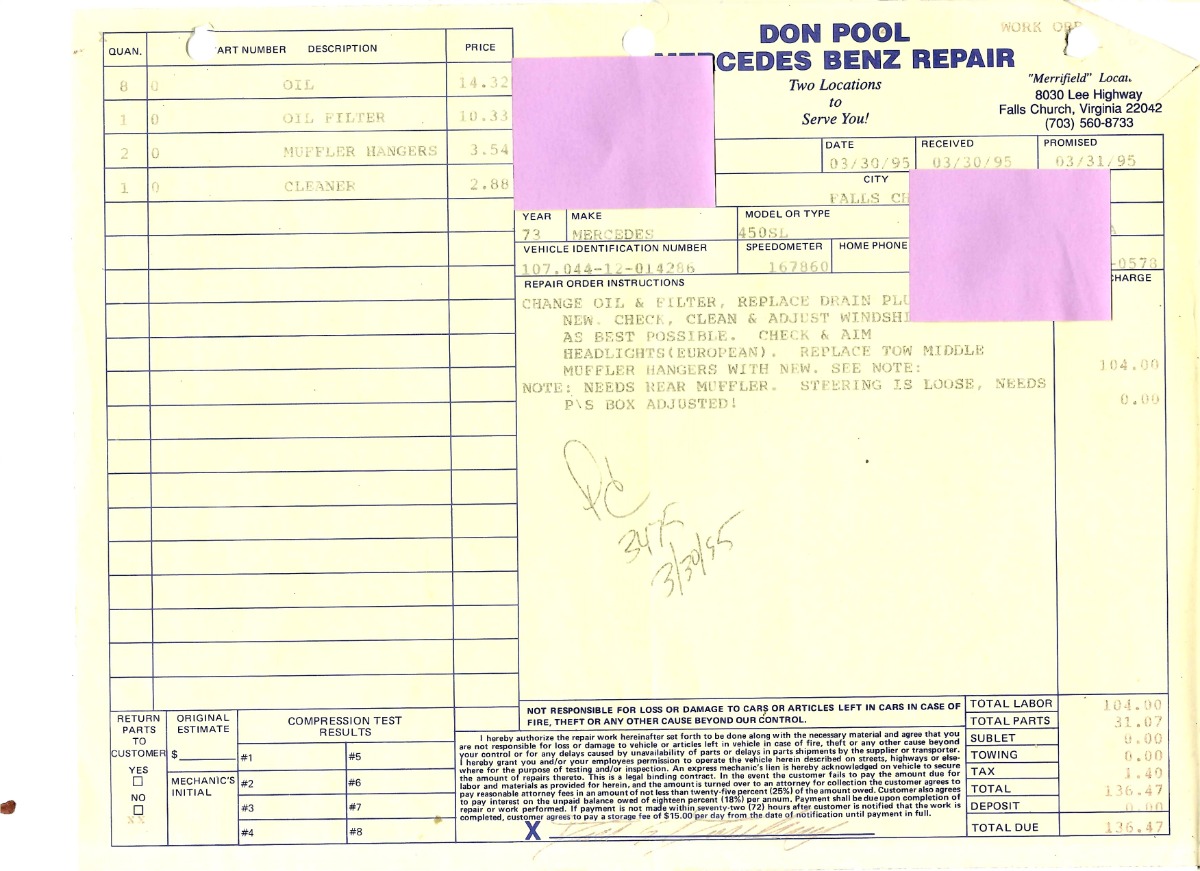 DON POOL
MERCEDES BENZ REPAIR
Two Locations
to
Serve You!
WORK
"Merrifield"
8030 Lee Highway
Falls Church, Virginia 22042
(703) 560-8733
QUAN. PART NUMBER DESCRIPTION PRICE
8 0 OIL 14.32
1 0 OIL FILTER 10.33
2 0 MUFFLER HANGERS 3.54
1 0 CLEANER 2.88
DATE RECEIVED PROMISED
03/30/95 03/30/95 03/31/95
CITY
FALLS CH
YEAR MAKE MODEL OR TYPE
73 MERCEDES 450SL
VEHICLE IDENTIFICATION NUMBER SPEEDOMETER HOME PHONE
107.044-12-014286 167860 -0578
REPAIR ORDER INSTRUCTIONS CHARGE
CHANGE OIL & FILTER, REPLACE DRAIN PLU
NEW. CHECK, CLEAN & ADJUST WINDSHI
AS BEST POSSIBLE. CHECK & AIM
HEADLIGHTS(EUROPEAN). REPLACE TOW MIDDLE
MUFFLER HANGERS WITH NEW. SEE NOTE: 104.00
NOTE: NEEDS REAR MUFFLER. STEERING IS LOOSE, NEEDS
P\S BOX ADJUSTED! 0.00
3475
3/30/95
RETURN PARTS TO CUSTOMER
YES
NO
XX
ORIGINAL ESTIMATE
$
MECHANIC'S INITIAL
COMPRESSION TEST RESULTS
#1 #5
#2 #6
#3 #7
#4 #8
NOT RESPONSIBLE FOR LOSS OR DAMAGE TO CARS OR ARTICLES LEFT IN CARS IN CASE OF
FIRE, THEFT OR ANY OTHER CAUSE BEYOND OUR CONTROL.
I hereby authorize the repair work hereinafter set forth to be done along with the necessary material and agree that you
are not responsible for loss or damage to vehicle or articles left in vehicle in case of fire, theft or any other cause beyond
your control or for any delays caused by unavailability of parts or delays in parts shipments by the supplier or transporter.
I hereby grant you and/or your employees permission to operate the vehicle herein described on streets, highways or else-
where for the purpose of testing and/or inspection. An express mechanic's lien is hereby acknowledged on vehicle to secure
the amount of repairs thereto. This is a legal binding contract. In the event the customer fails to pay the amount due for
labor and materials as provided for herein, and the amount is turned over to an attorney for collection the customer agrees to
pay reasonable attorney fees in an amount of not less than twenty-five percent (25%) of the amount owed. Customer also agrees
to pay interest on the unpaid balance owed of eighteen percent (18%) per annum. Payment shall be due upon completion of
repair or work performed. If payment is not made within seventy-two (72) hours after customer is notified that the work is
completed, customer agrees to pay a storage fee of $15.00 per day from the date of notification until payment in full.
X
TOTAL LABOR 104.00
TOTAL PARTS 31.07
SUBLET 0.00
TOWING 0.00
TAX 1.40
TOTAL 136.47
DEPOSIT 0.00
TOTAL DUE 136.47